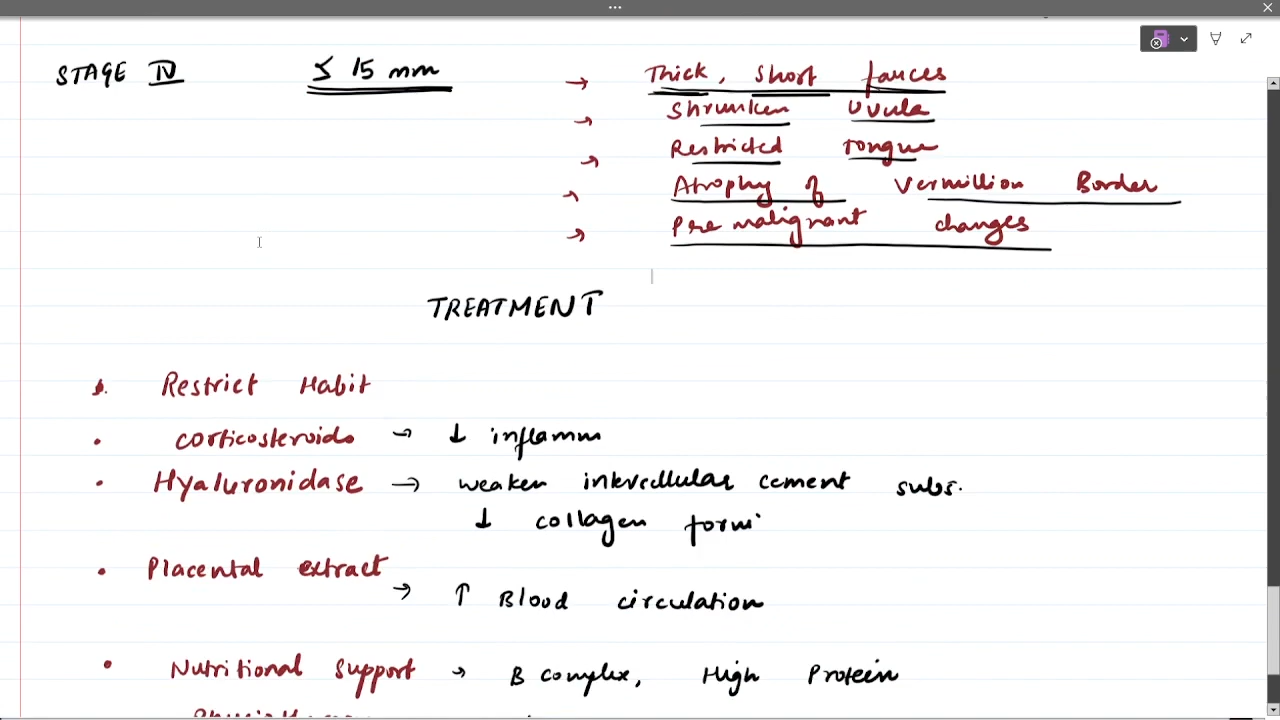 STAGE IV ≤ 15 mm → Thick, short fauces
→ Shrunken uvula
→ Restricted tongue
→ Atrophy of Vermillion Border
→ Pre malignant changes
TREATMENT
• Restrict Habit
• corticosteroids → ↓ inflamm
• Hyaluronidase → weaken intercellular cement subs.
↓ collagen form
• Placental extract
→ ↑ Blood circulation
• Nutritional support → B complex, High Protein